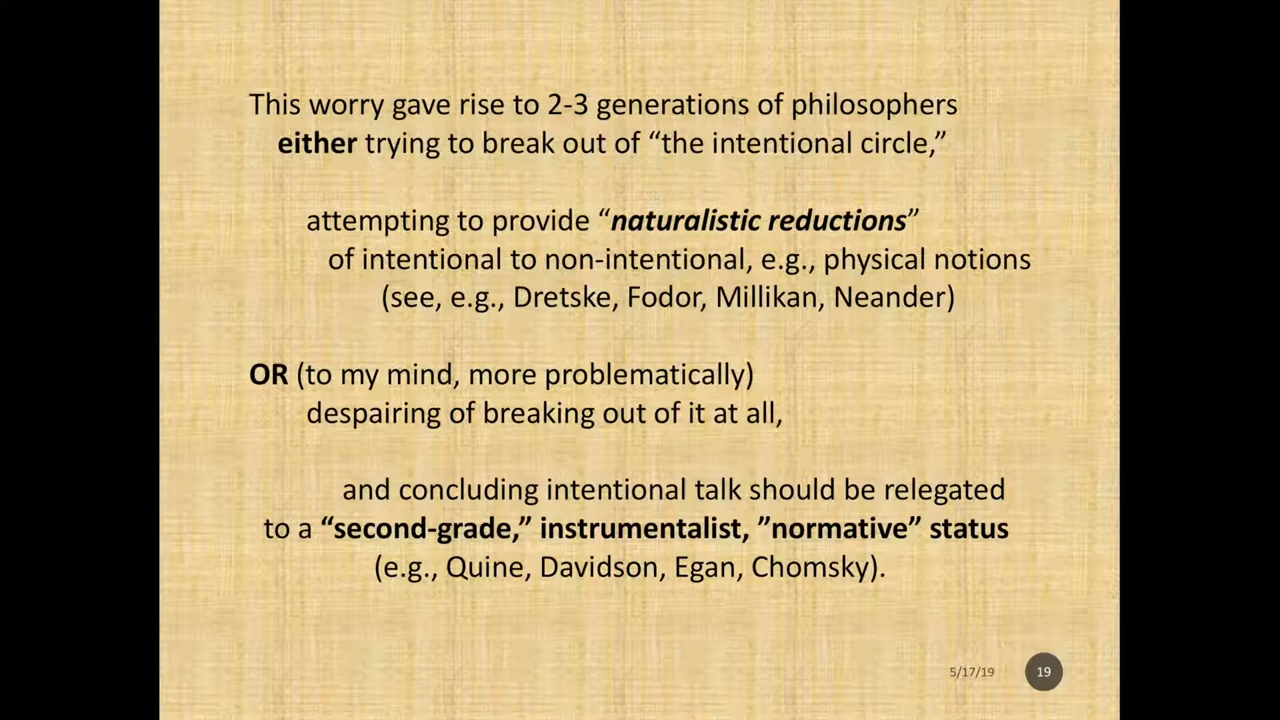 This worry gave rise to 2-3 generations of philosophers
either trying to break out of “the intentional circle,”
attempting to provide “naturalistic reductions”
of intentional to non-intentional, e.g., physical notions
(see, e.g., Dretske, Fodor, Millikan, Neander)
OR (to my mind, more problematically)
despairing of breaking out of it at all,
and concluding intentional talk should be relegated
to a “second-grade,” instrumentalist, ”normative” status
(e.g., Quine, Davidson, Egan, Chomsky).
5/17/19
19